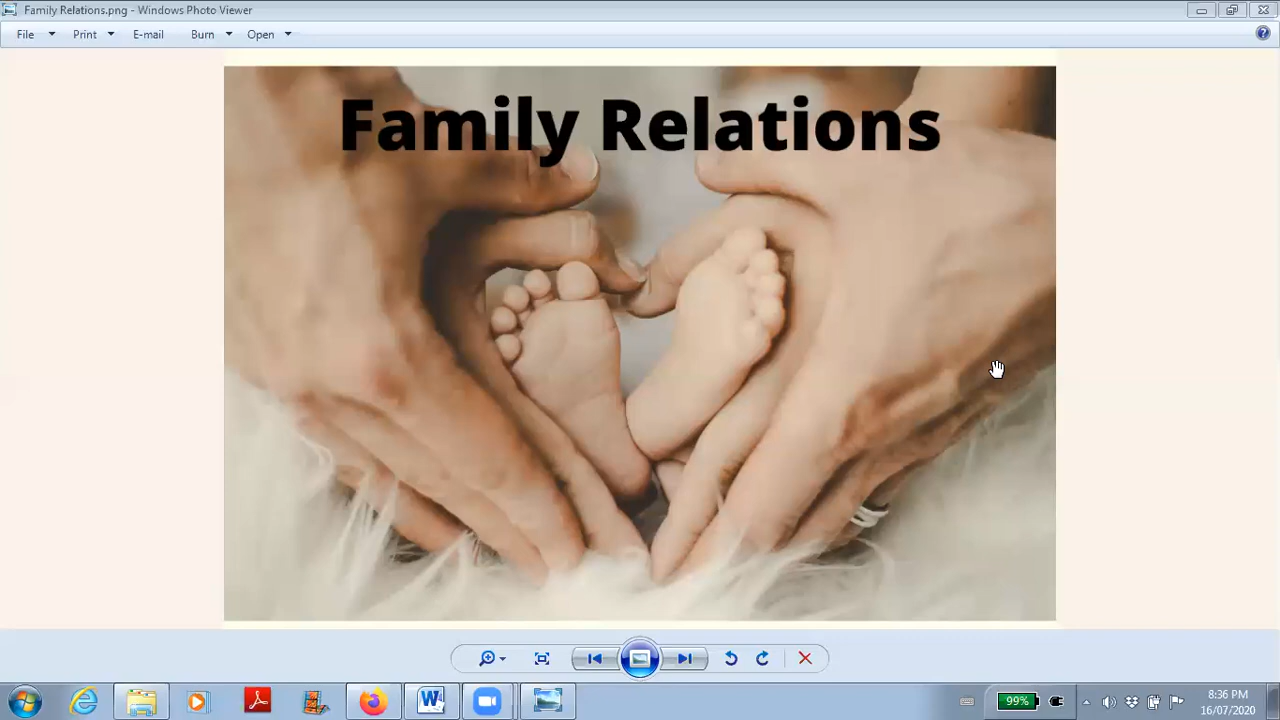 Family Relations.png - Windows Photo Viewer
File Print E-mail Burn Open
Family Relations
99%
8:36 PM
16/07/2020